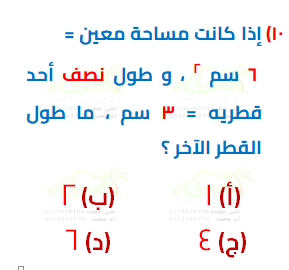 ١٠) إذا كانت مساحة معين =
٦ سم ٢ ، و طول نصف أحد
قطريه = ٣ سم ، ما طول
القطر الآخر ؟
(أ) ١ (ب) ٢
(ج) ٤ (د) ٦